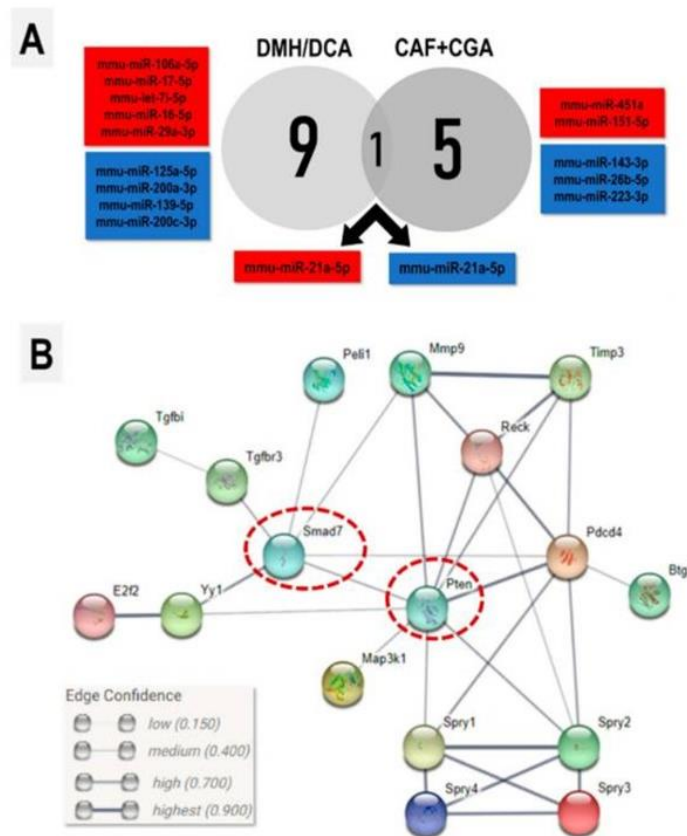 A
DMH/DCA
CAF+CGA
mmu-miR-106a-5p
mmu-miR-17-5p
mmu-let-7i-5p
mmu-miR-16-5p
mmu-miR-29a-3p
mmu-miR-125a-5p
mmu-miR-200a-3p
mmu-miR-139-5p
mmu-miR-200c-3p
9
1
5
mmu-miR-451a
mmu-miR-151-5p
mmu-miR-143-3p
mmu-miR-26b-5p
mmu-miR-223-3p
mmu-miR-21a-5p
mmu-miR-21a-5p
B
Peli1
Mmp9
Timp3
Tgfbi
Reck
Tgfbr3
Smad7
Pdcd4
E2f2
Yy1
Pten
Btg
Map3k1
Spry1
Spry2
Spry4
Spry3
Edge Confidence
low (0.150)
medium (0.400)
high (0.700)
highest (0.900)